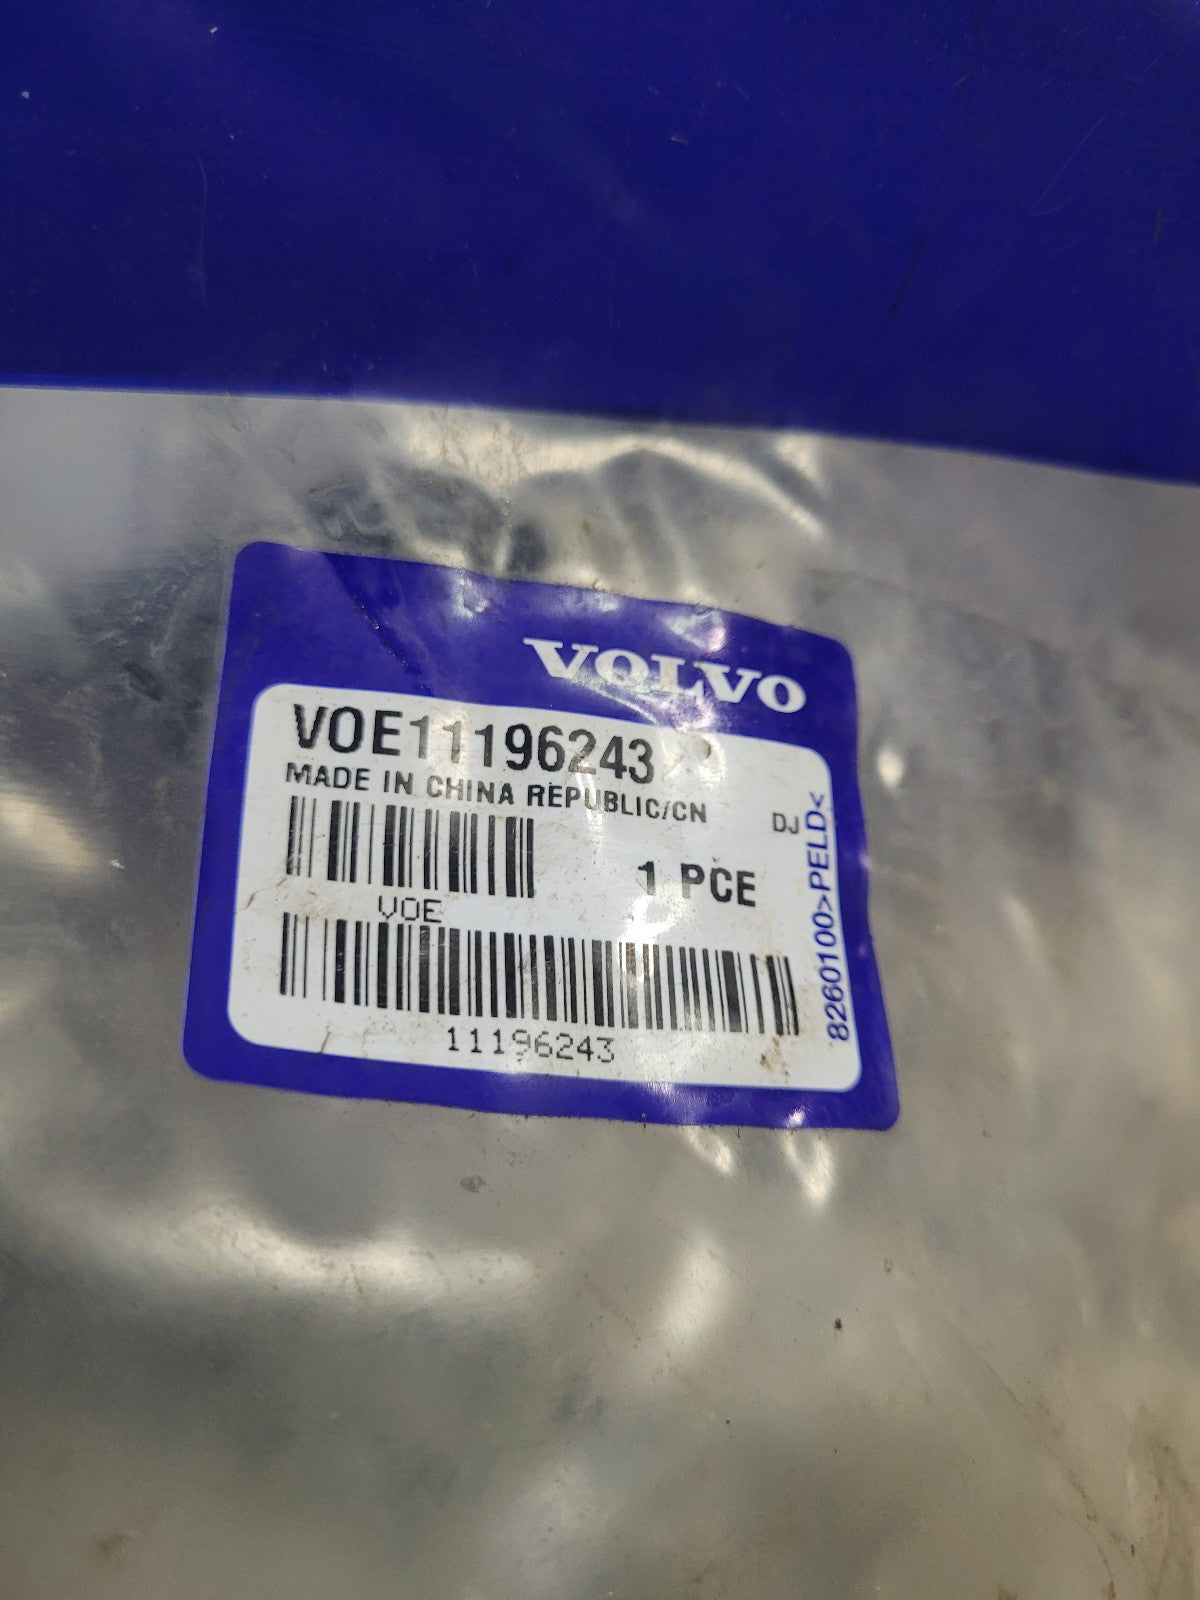 VOLVO
VOE11196243
MADE IN CHINA REPUBLIC/CN
DJ
1 PCE
VOE
11196243
8260100>PELD<